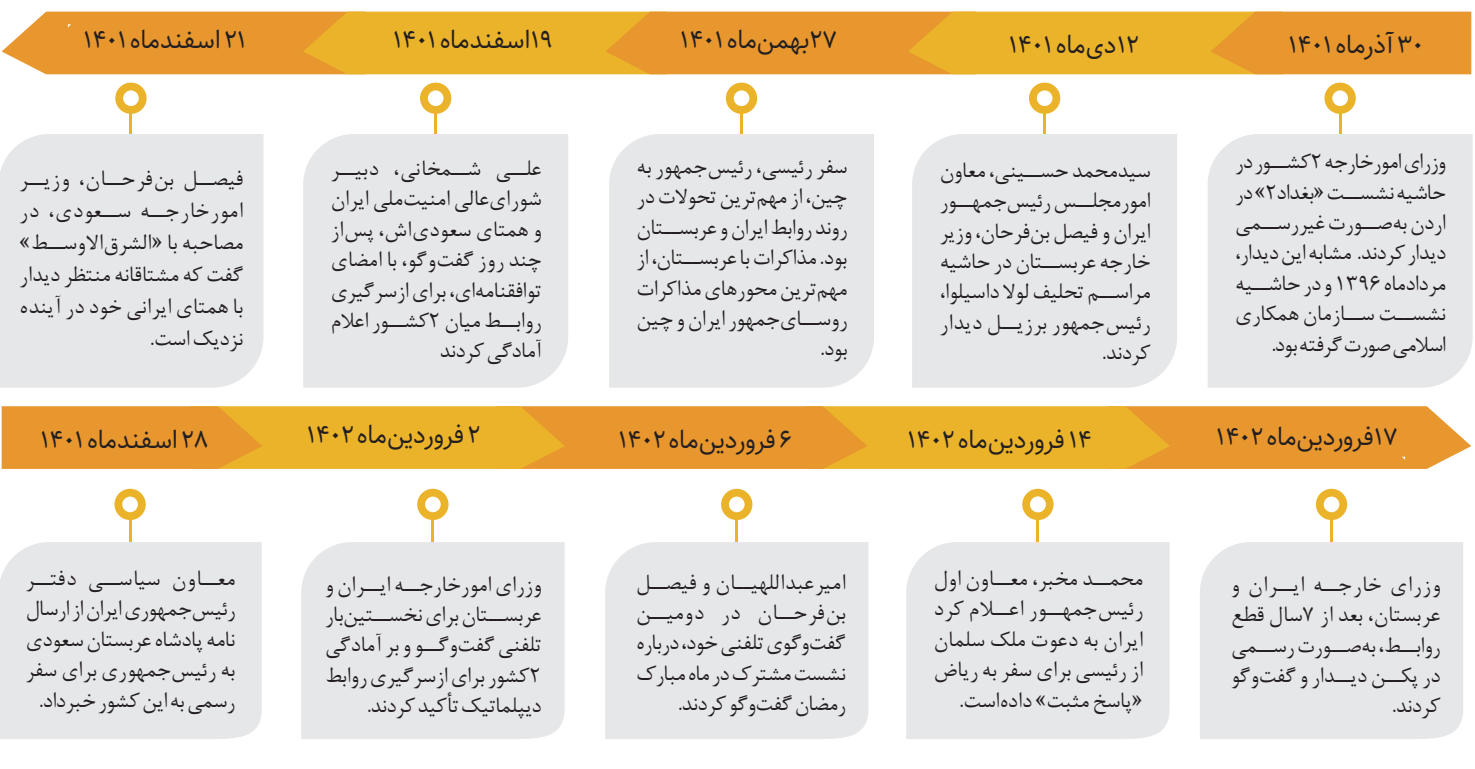 ۳۰ آذرماه ۱۴۰۱
وزرای امورخارجه ۲کشور در
حاشیه نشست «بغداد۲» در
اردن به‌صورت غیررسمی
دیدار کردند. مشابه این دیدار،
مردادماه ۱۳۹۶ و در حاشیه
نشست سازمان همکاری
اسلامی صورت گرفته بود.
۱۲دی‌ماه ۱۴۰۱
سیدمحمد حسینی، معاون
امورمجلس رئیس‌جمهور
ایران و فیصل بن‌فرحان، وزیر
خارجه عربستان در حاشیه
مراسم تحلیف لولا داسیلوا،
رئیس‌جمهور برزیل دیدار
کردند.
۲۷بهمن‌ماه ۱۴۰۱
سفر رئیسی، رئیس‌جمهور به
چین، از مهم‌ترین تحولات در
روند روابط ایران و عربستان
بود. مذاکرات با عربستان، از
مهم‌ترین محورهای مذاکرات
روسای‌جمهور ایران و چین
بود.
۱۹اسفندماه ۱۴۰۱
علی شمخانی، دبیر
شورای‌عالی امنیت‌ملی ایران
و همتای سعودی‌اش، پس‌از
چند روز گفت‌وگو، با امضای
توافقنامه‌ای، برای ازسرگیری
روابط میان ۲کشور اعلام
آمادگی کردند
۲۱ اسفندماه ۱۴۰۱
فیصل بن‌فرحان، وزیر
امورخارجه سعودی، در
مصاحبه با «الشرق‌الاوسط»
گفت که مشتاقانه منتظر دیدار
با همتای ایرانی خود در آینده
نزدیک است.
۲۸ اسفندماه ۱۴۰۱
معاون سیاسی دفتر
رئیس‌جمهوری ایران از ارسال
نامه پادشاه عربستان سعودی
به رئیس‌جمهوری برای سفر
رسمی به این کشور خبرداد.
۲ فروردین‌ماه ۱۴۰۲
وزرای امورخارجه ایران و
عربستان برای نخستین‌بار
تلفنی گفت‌وگو و بر آمادگی
۲کشور برای ازسرگیری روابط
دیپلماتیک تأکید کردند.
۶ فروردین‌ماه ۱۴۰۲
امیرعبداللهیان و فیصل
بن‌فرحان در دومین
گفت‌وگوی تلفنی خود، درباره
نشست مشترک در ماه مبارک
رمضان گفت‌وگو کردند.
۱۴ فروردین‌ماه ۱۴۰۲
محمد مخبر، معاون اول
رئیس‌جمهور اعلام کرد
ایران به دعوت ملک سلمان
از رئیسی برای سفر به ریاض
«پاسخ مثبت» داده‌است.
۱۷فروردین‌ماه ۱۴۰۲
وزرای خارجه ایران و
عربستان، بعد از ۷سال قطع
روابط، به‌صورت رسمی
در پکن دیدار و گفت‌وگو
کردند.